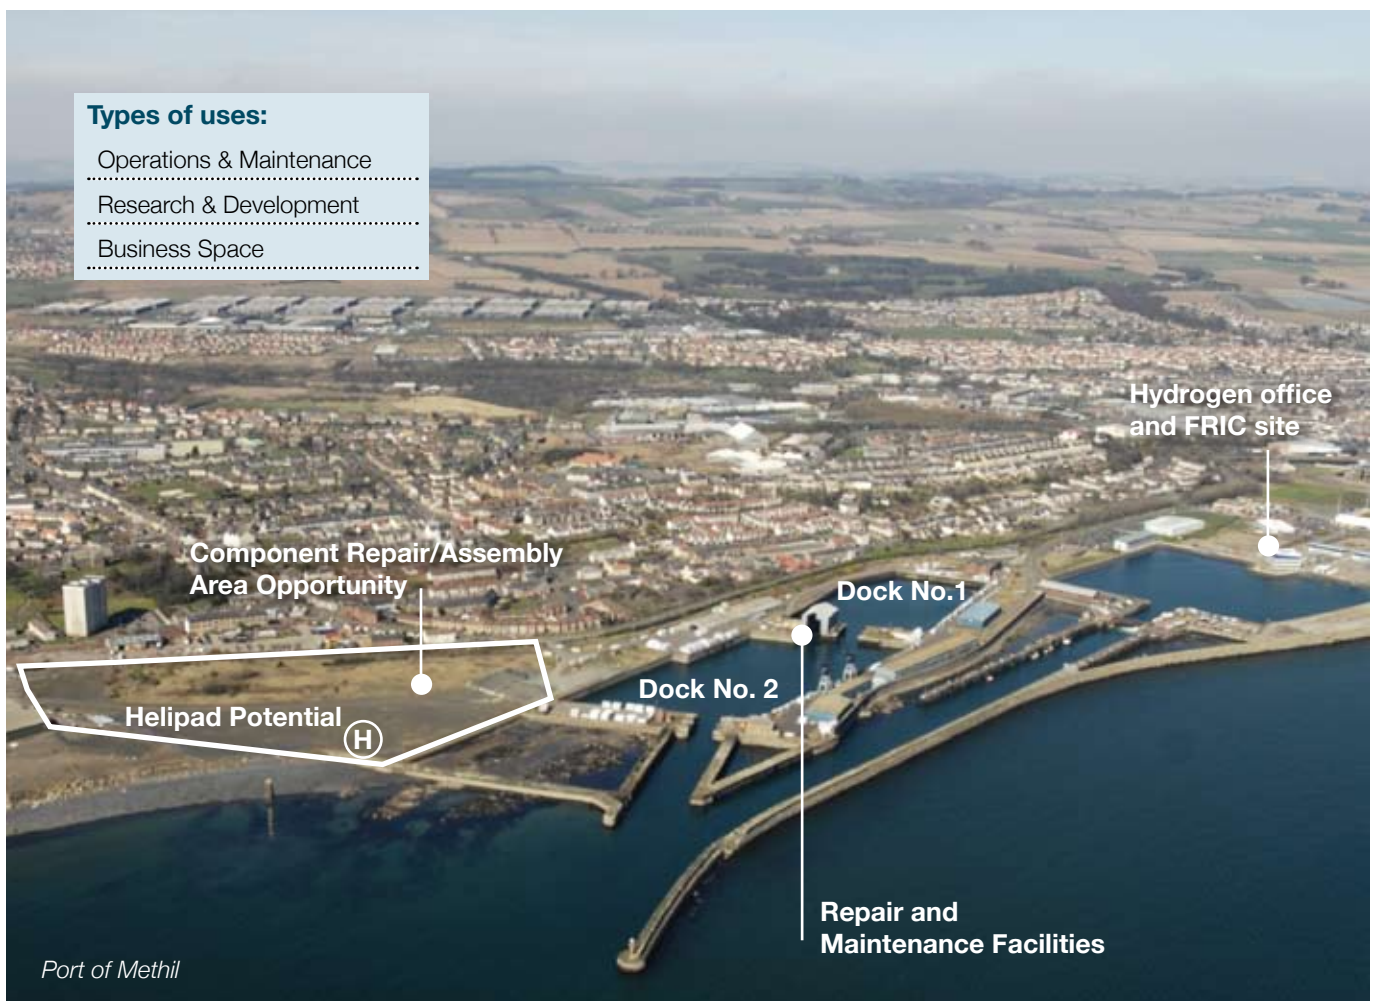 Types of uses:
Operations & Maintenance
Research & Development
Business Space
Hydrogen office
and FRIC site
Component Repair/Assembly
Area Opportunity
Dock No.1
Dock No. 2
Helipad Potential
H
Repair and
Maintenance Facilities
Port of Methil